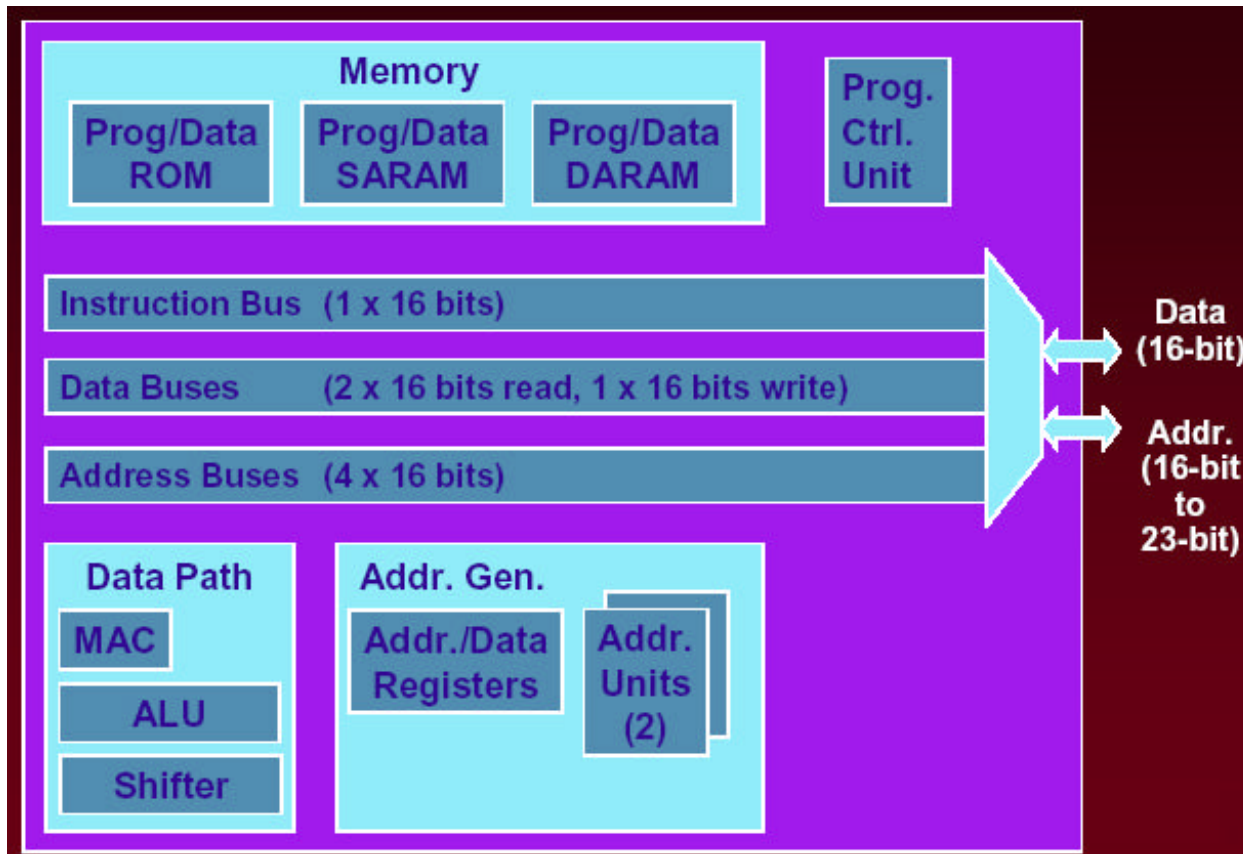 Memory
Prog/Data
ROM
Prog/Data
SARAM
Prog/Data
DARAM
Prog.
Ctrl.
Unit
Instruction Bus (1 x 16 bits)
Data Buses (2 x 16 bits read, 1 x 16 bits write)
Address Buses (4 x 16 bits)
Data
(16-bit)
Addr.
(16-bit
to
23-bit)
Data Path
MAC
ALU
Shifter
Addr. Gen.
Addr./Data
Registers
Addr.
Units
(2)